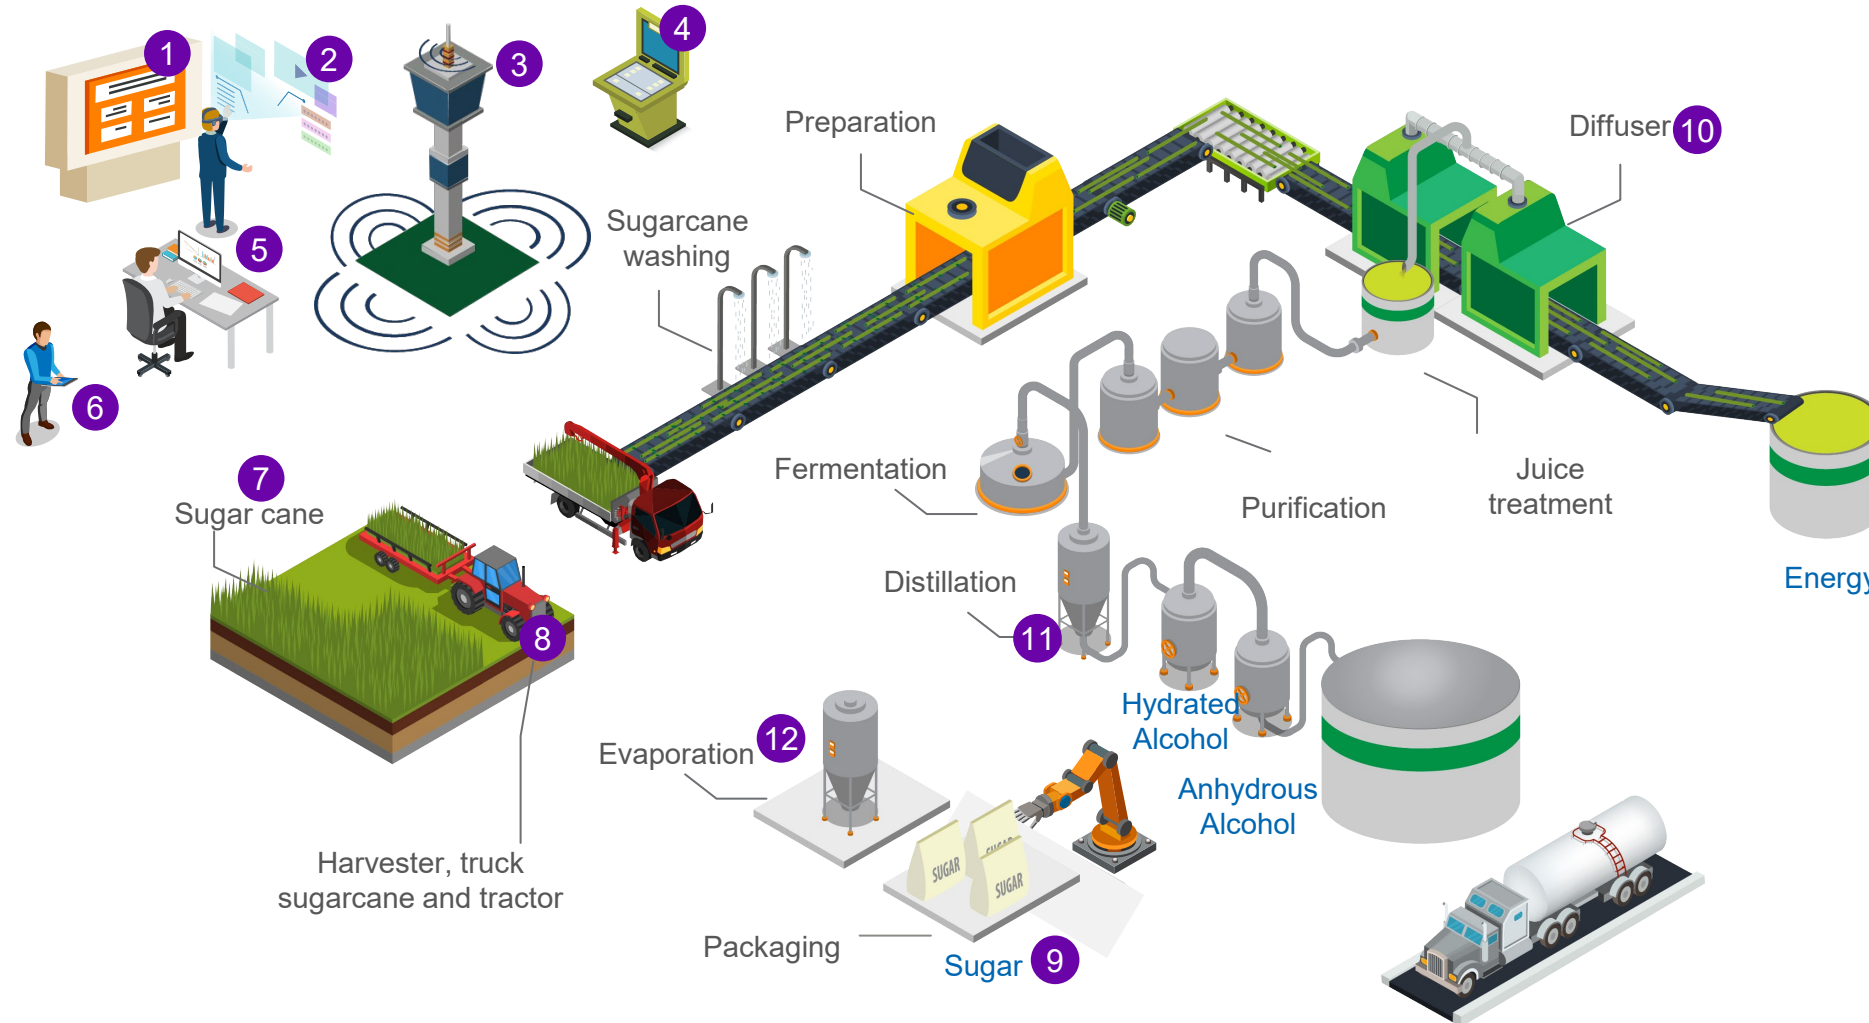 1
2
3
4
5
6
7
Sugar cane
8
Harvester, truck
sugarcane and tractor
Sugarcane
washing
Preparation
Diffuser
10
Juice
treatment
Purification
Fermentation
Energy
Distillation
11
Hydrated
Alcohol
Anhydrous
Alcohol
Evaporation
12
SUGAR
SUGAR
Packaging
Sugar
9